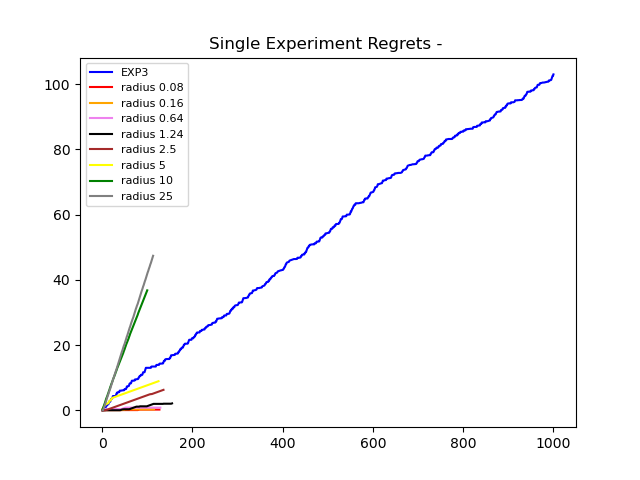 Single Experiment Regrets -
EXP3
radius 0.08
radius 0.16
radius 0.64
radius 1.24
radius 2.5
radius 5
radius 10
radius 25
100
80
60
40
20
0
0 200 400 600 800 1000